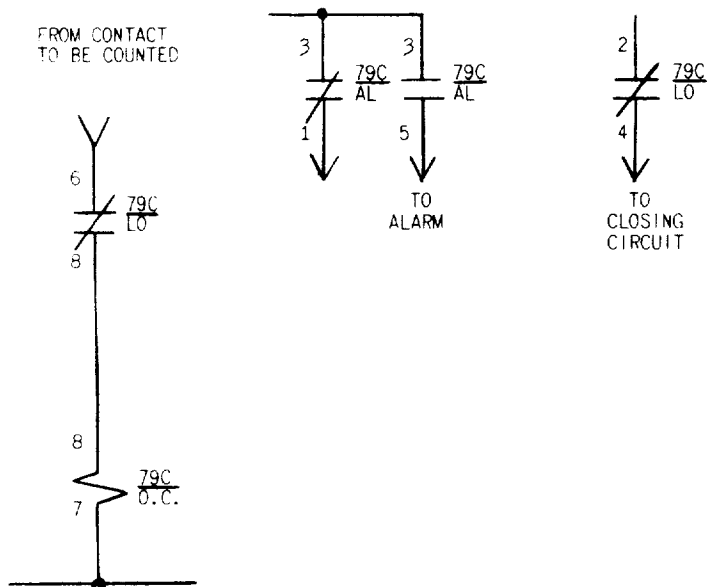 FROM CONTACT
TO BE COUNTED
6
79C
LO
8
8
79C
O.C.
7
3
79C
AL
1
3
79C
AL
5
TO
ALARM
2
79C
LO
4
TO
CLOSING
CIRCUIT